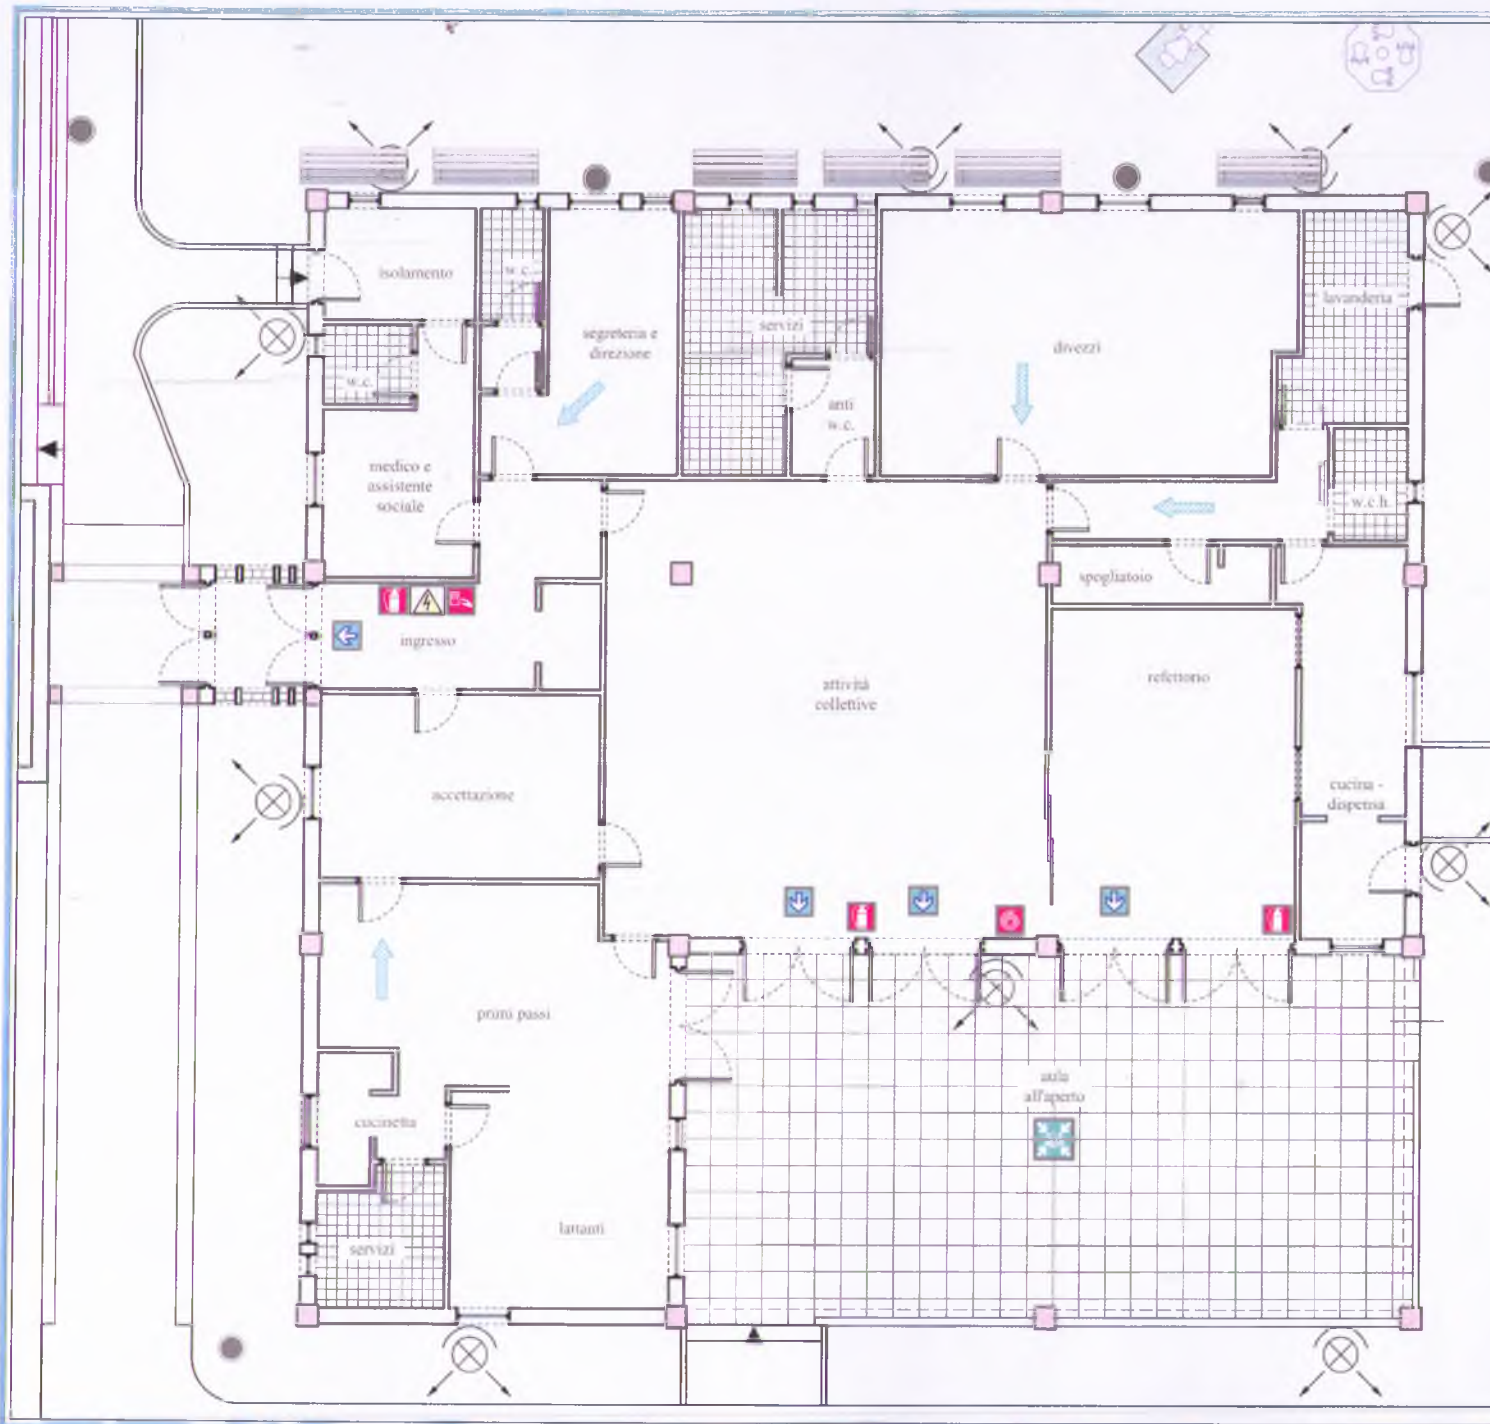 isolamento
w.c.
segreteria e
direzione
servizi
divezzi
lavanderia
w.c.
anti
w.c.
medico e
assistente
sociale
w.c.h.
spogliatoio
ingresso
refettorio
attività
collettive
accettazione
cucina -
dispensa
primi passi
aula
all'aperto
cucinetta
lattanti
servizi